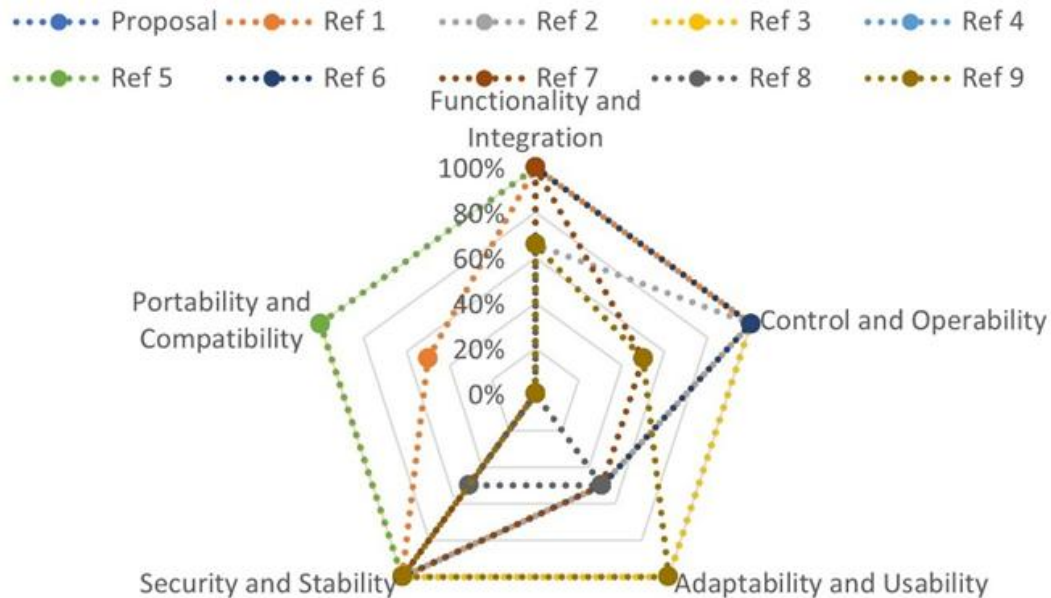 Proposal Ref 1 Ref 2 Ref 3 Ref 4
Ref 5 Ref 6 Ref 7 Ref 8 Ref 9
Functionality and
Integration
100%
80%
60%
40%
20%
0%
Portability and
Compatibility
Control and Operability
Security and Stability
Adaptability and Usability